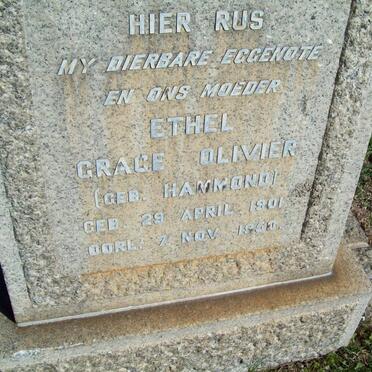 HIER RUS
MY DIERBARE EGGENOTE
EN ONS MOEDER
ETHEL
GRACE OLIVIER
(GEB. HAMMOND)
GEB. 29 APRIL 1901
OORL: 7 NOV.